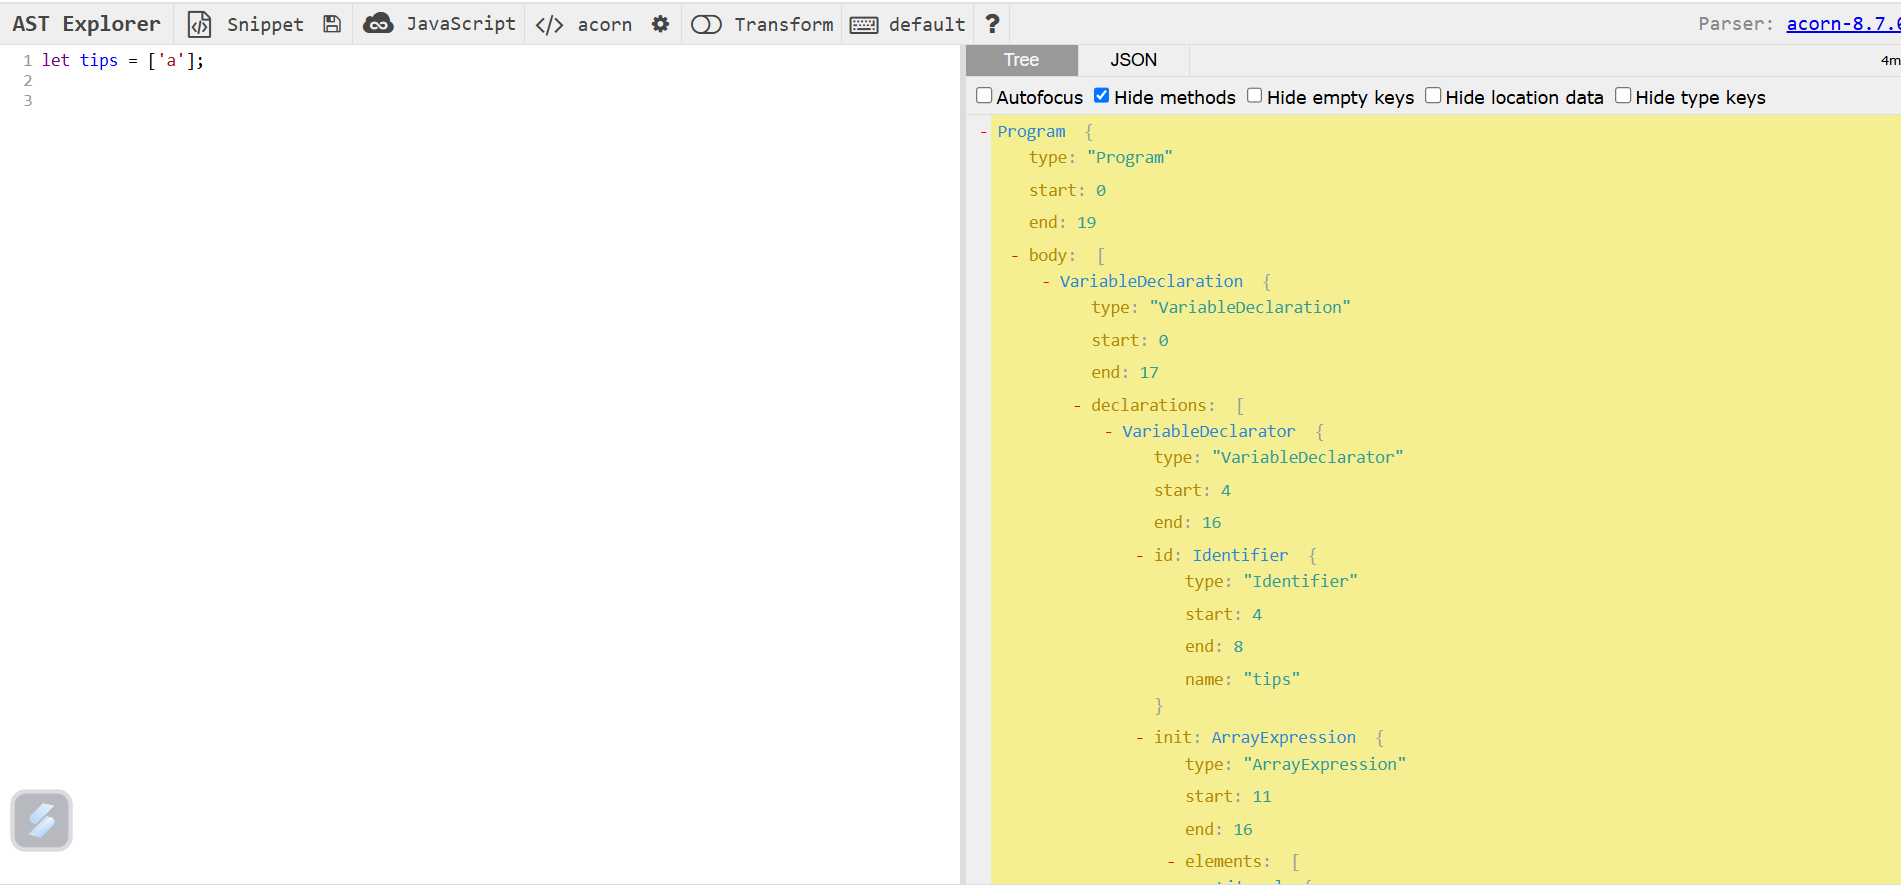 AST Explorer Snippet JavaScript </> acorn Transform default ? Parser: acorn-8.7.
1 let tips = ['a'];
2
3
Tree JSON 4m
Autofocus Hide methods Hide empty keys Hide location data Hide type keys
- Program {
type: "Program"
start: 0
end: 19
- body: [
- VariableDeclaration {
type: "VariableDeclaration"
start: 0
end: 17
- declarations: [
- VariableDeclarator {
type: "VariableDeclarator"
start: 4
end: 16
- id: Identifier {
type: "Identifier"
start: 4
end: 8
name: "tips"
}
- init: ArrayExpression {
type: "ArrayExpression"
start: 11
end: 16
- elements: [